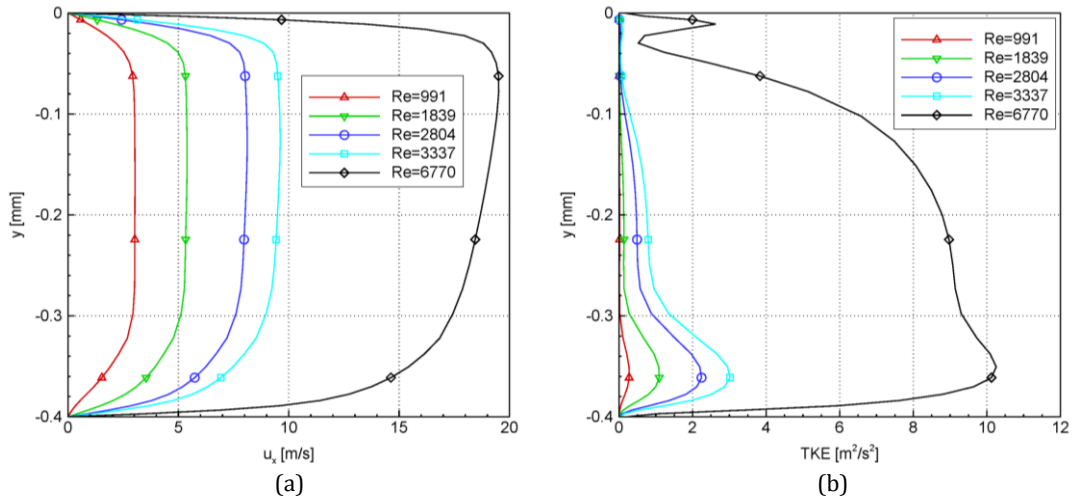 0
-0.1
-0.2
-0.3
-0.4
y [mm]
0 5 10 15 20
uₓ [m/s]
Re=991
Re=1839
Re=2804
Re=3337
Re=6770
(a)
0
-0.1
-0.2
-0.3
-0.4
y [mm]
0 2 4 6 8 10 12
TKE [m²/s²]
Re=991
Re=1839
Re=2804
Re=3337
Re=6770
(b)